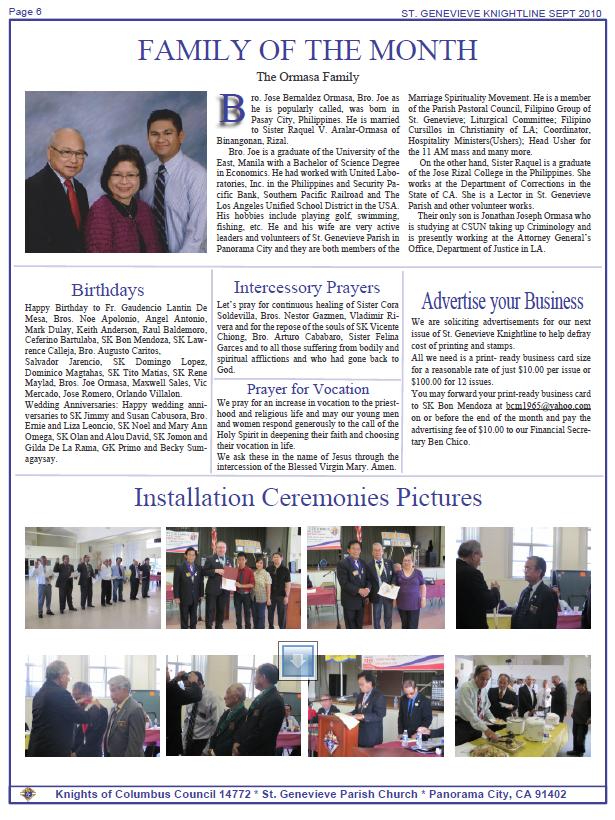 Page 6
ST. GENEVIEVE KNIGHTLINE SEPT 2010
FAMILY OF THE MONTH
The Ormasa Family
Bro. Jose Bernaldez Ormasa, Bro. Joe as
he is popularly called, was born in
Pasay City, Philippines. He is married
to Sister Raquel V. Aralar-Ormasa of
Binangonan, Rizal.
Bro. Joe is a graduate of the University of the
East, Manila with a Bachelor of Science Degree
in Economics. He had worked with United Labo-
ratories, Inc. in the Philippines and Security Pa-
cific Bank, Southern Pacific Railroad and The
Los Angeles Unified School District in the USA.
His hobbies include playing golf, swimming,
fishing, etc. He and his wife are very active
leaders and volunteers of St. Genevieve Parish in
Panorama City and they are both members of the
Marriage Spirituality Movement. He is a member
of the Parish Pastoral Council, Filipino Group of
St. Genevieve; Liturgical Committee; Filipino
Cursillos in Christianity of LA; Coordinator,
Hospitality Ministers(Ushers); Head Usher for
the 11 AM mass and many more.
On the other hand, Sister Raquel is a graduate
of the Jose Rizal College in the Philippines. She
works at the Department of Corrections in the
State of CA. She is a Lector in St. Genevieve
Parish and other volunteer works.
Their only son is Jonathan Joseph Ormasa who
is studying at CSUN taking up Criminology and
is presently working at the Attorney General's
Office, Department of Justice in LA.
Birthdays
Happy Birthday to Fr. Gaudencio Lantin De
Mesa, Bros. Noe Apolonio, Angel Antonio,
Mark Dulay, Keith Anderson, Raul Baldemoro,
Ceferino Bartulaba, SK Bon Mendoza, SK Law-
rence Calleja, Bro. Augusto Caritos,
Salvador Jarencio, SK Domingo Lopez,
Dominico Magtahas, SK Tito Matias, SK Rene
Maylad, Bros. Joe Ormasa, Maxwell Sales, Vic
Mercado, Jose Romero, Orlando Villalon.
Wedding Anniversaries: Happy wedding anni-
versaries to SK Jimmy and Susan Cabusora, Bro.
Ernie and Liza Leoncio, SK Noel and Mary Ann
Omega, SK Olan and Alou David, SK Jomon and
Gilda De La Rama, GK Primo and Becky Sum-
agaysay.
Intercessory Prayers
Let's pray for continuous healing of Sister Cora
Soldevilla, Bros. Nestor Gazmen, Vladimir Ri-
vera and for the repose of the souls of SK Vicente
Chiong, Bro. Arturo Cababaro, Sister Felina
Garces and to all those suffering from bodily and
spiritual afflictions and who had gone back to
God.
Prayer for Vocation
We pray for an increase in vocation to the priest-
hood and religious life and may our young men
and women respond generously to the call of the
Holy Spirit in deepening their faith and choosing
their vocation in life.
We ask these in the name of Jesus through the
intercession of the Blessed Virgin Mary. Amen.
Advertise your Business
We are soliciting advertisements for our next
issue of St. Genevieve Knightline to help defray
cost of printing and stamps.
All we need is a print- ready business card size
for a reasonable rate of just $10.00 per issue or
$100.00 for 12 issues.
You may forward your print-ready business card
to SK Bon Mendoza at bcm1965@yahoo.com
on or before the end of the month and pay the
advertising fee of $10.00 to our Financial Secre-
tary Ben Chico.
Installation Ceremonies Pictures
Knights of Columbus Council 14772 * St. Genevieve Parish Church * Panorama City, CA 91402